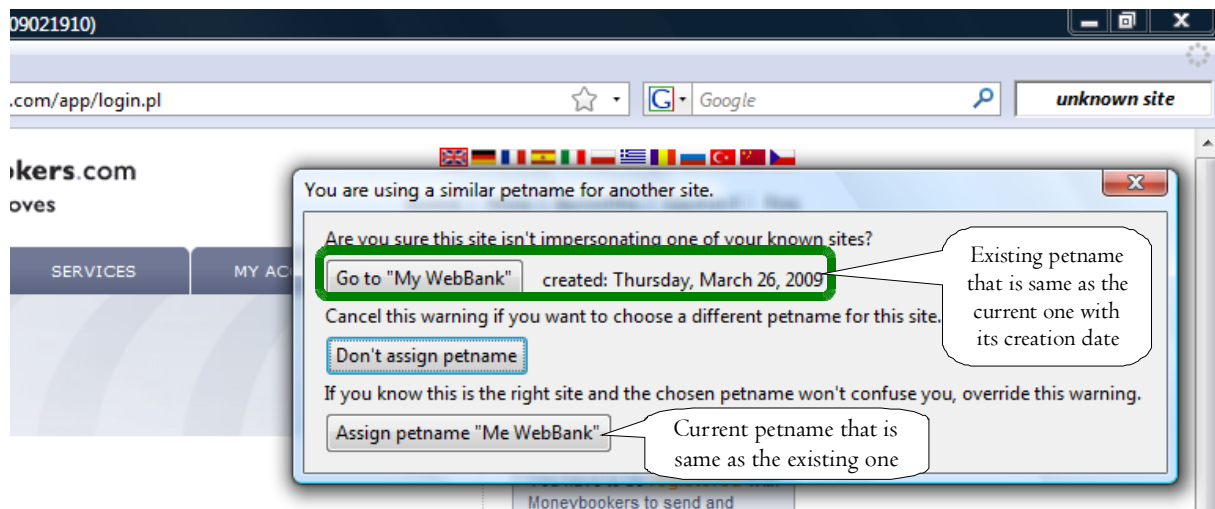 09021910)
.com/app/login.pl
G
Google
unknown site
okers.com
oves
SERVICES
MY AC
You are using a similar petname for another site.
Are you sure this site isn't impersonating one of your known sites?
Go to "My WebBank"
created: Thursday, March 26, 2009
Cancel this warning if you want to choose a different petname for this site.
Don't assign petname
If you know this is the right site and the chosen petname won't confuse you, override this warning.
Assign petname "Me WebBank"
Existing petname
that is same as the
current one with
its creation date
Current petname that is
same as the existing one
Moneybookers to send and